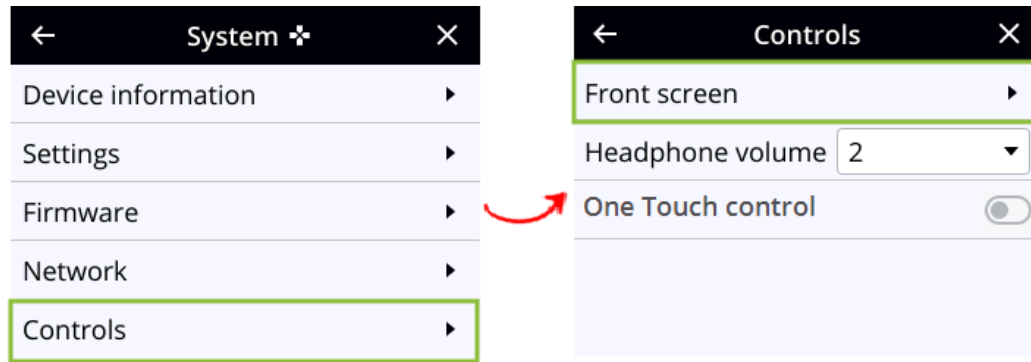 System
Device information
Settings
Firmware
Network
Controls
Controls
Front screen
Headphone volume 2
One Touch control